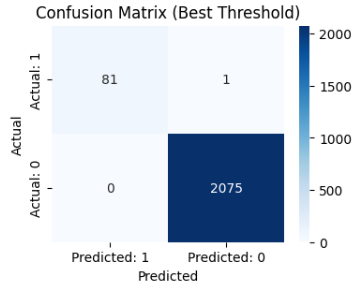 Confusion Matrix (Best Threshold)
Actual
Actual: 1
Actual: 0
81
1
0
2075
Predicted: 1
Predicted: 0
Predicted
2000
1500
1000
500
0